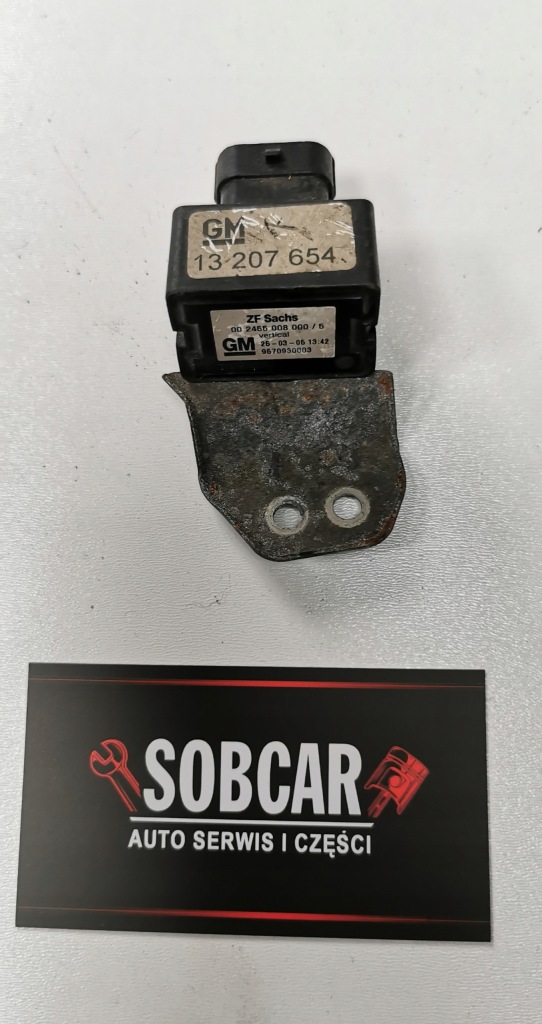 GM
13 207 654
ZF Sachs
00 2465 008 000 / 5
vertical
GM 25-03-05 13:42
9570930003
SOBCAR
AUTO SERWIS I CZĘŚCI